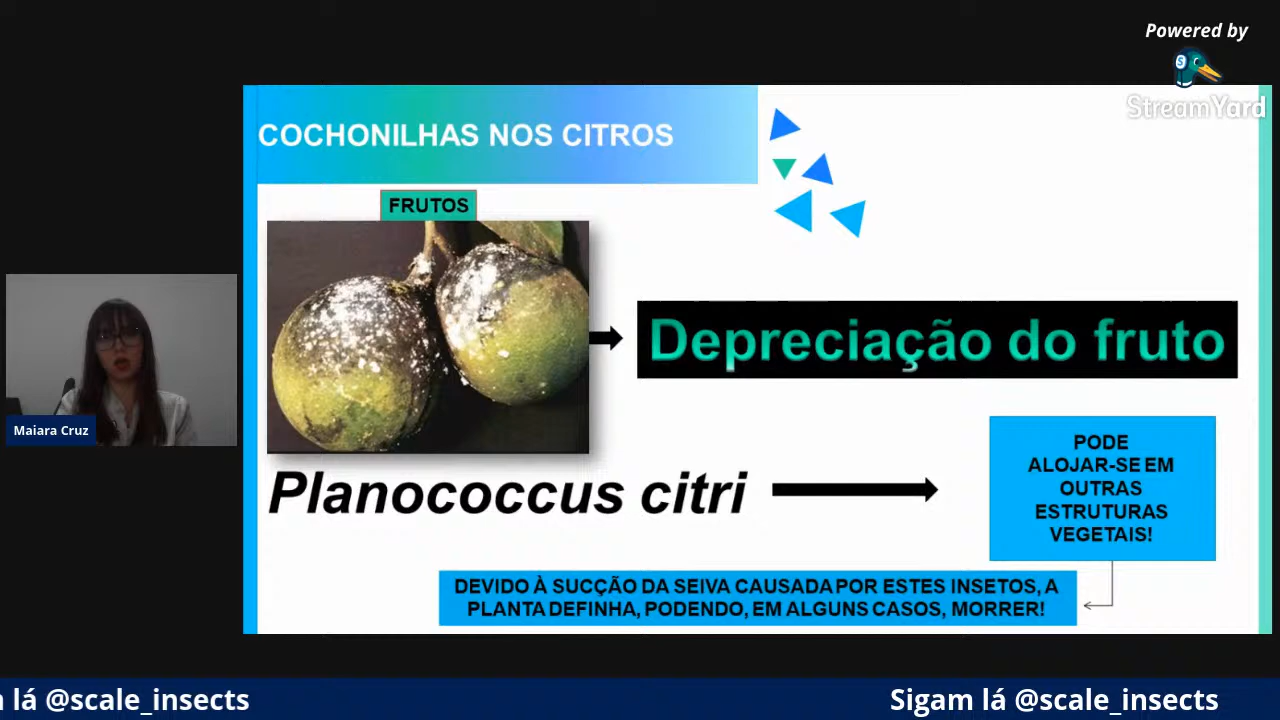 Powered by
StreamYard
COCHONILHAS NOS CITROS
FRUTOS
Depreciação do fruto
Maiara Cruz
Planococcus citri
PODE
ALOJAR-SE EM
OUTRAS
ESTRUTURAS
VEGETAIS!
DEVIDO À SUCÇÃO DA SEIVA CAUSADA POR ESTES INSETOS, A
PLANTA DEFINHA, PODENDO, EM ALGUNS CASOS, MORRER!
lá @scale_insects
Sigam lá @scale_insects